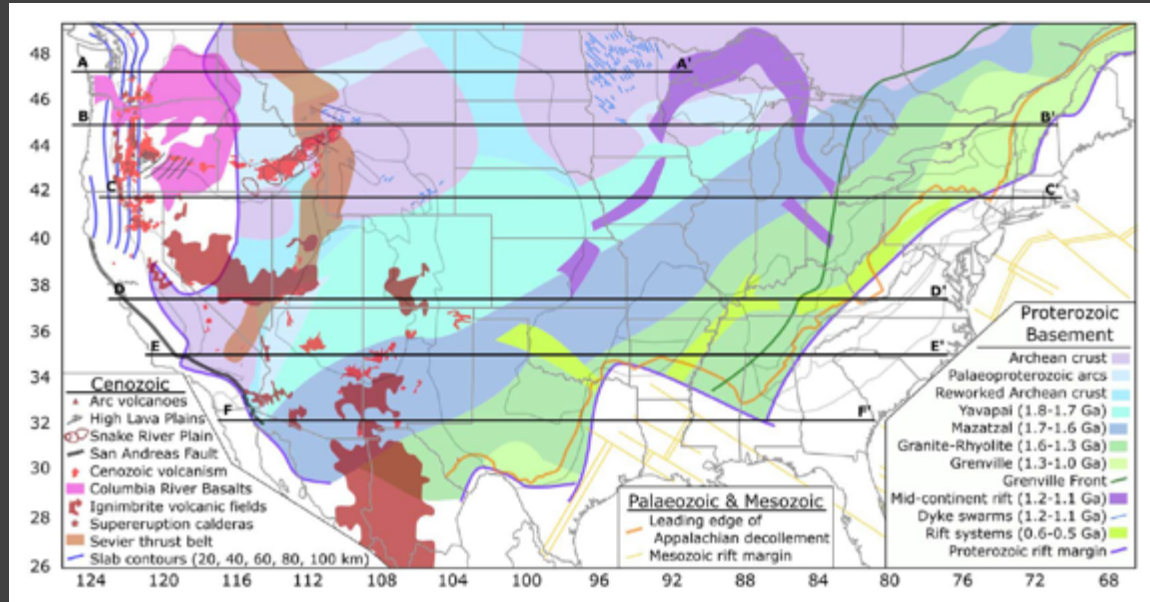 48
46
44
42
40
38
36
34
32
30
28
26
A
A'
B
B'
C
C'
D
D'
E
E'
F
F'
Cenozoic
Arc volcanoes
High Lava Plains
Snake River Plain
San Andreas Fault
Cenozoic volcanism
Columbia River Basalts
Ignimbrite volcanic fields
Supereruption calderas
Sevier thrust belt
Slab contours (20, 40, 60, 80, 100 km)
Palaeozoic & Mesozoic
Leading edge of
Appalachian decollement
Mesozoic rift margin
Proterozoic
Basement
Archean crust
Palaeoproterozoic arcs
Reworked Archean crust
Yavapai (1.8-1.7 Ga)
Mazatzal (1.7-1.6 Ga)
Granite-Rhyolite (1.6-1.3 Ga)
Grenville (1.3-1.0 Ga)
Grenville Front
Mid-continent rift (1.2-1.1 Ga)
Dyke swarms (1.2-1.1 Ga)
Rift systems (0.6-0.5 Ga)
Proterozoic rift margin
124 120 116 112 108 104 100 96 92 88 84 80 76 72 68